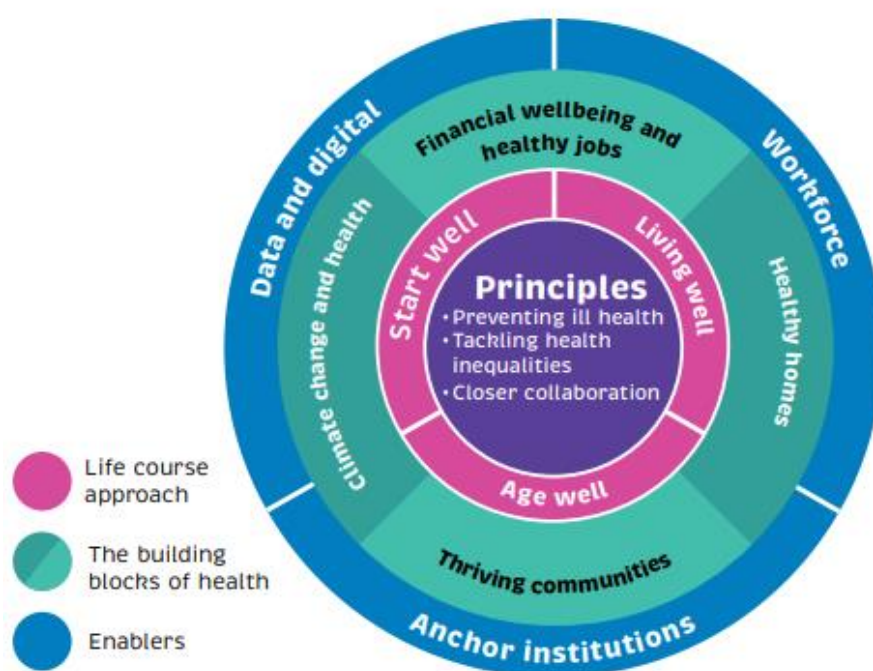 Data and digital
Workforce
Financial wellbeing and
healthy jobs
Climate change and health
Healthy homes
Start well
Living well
Principles
•Preventing ill health
•Tackling health
inequalities
•Closer collaboration
Age well
Thriving communities
Anchor institutions
Life course
approach
The building
blocks of health
Enablers